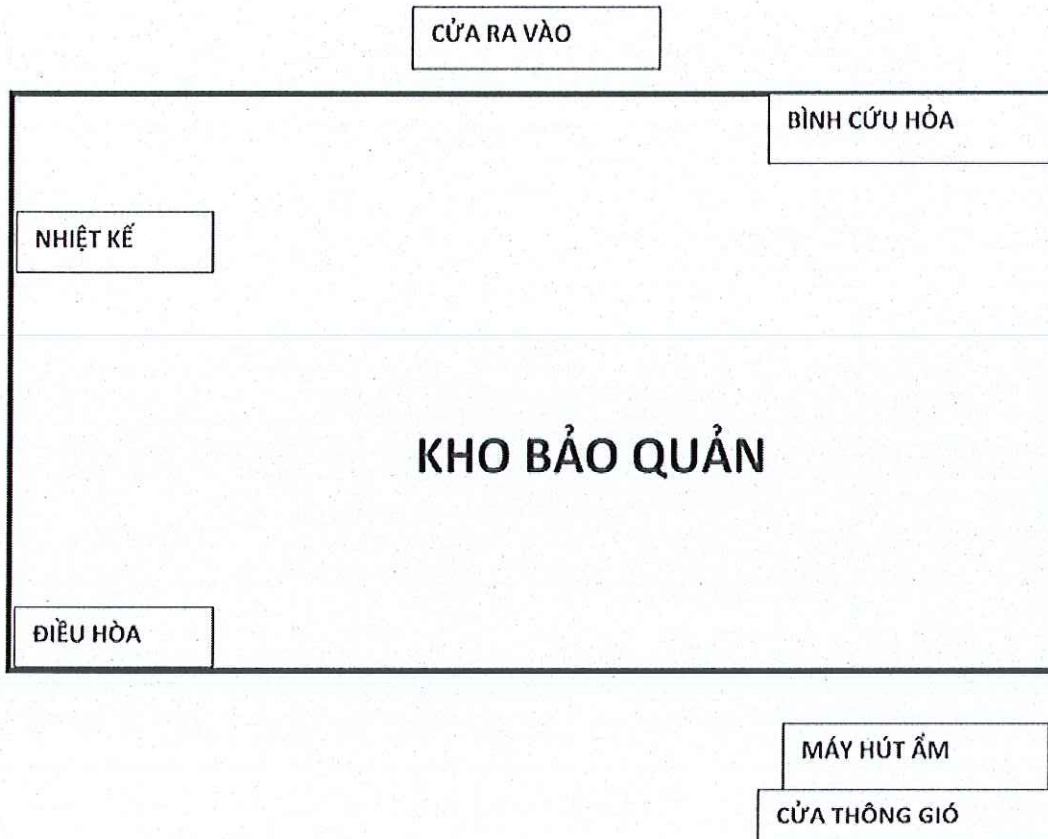 CỬA RA VÀO
BÌNH CỨU HỎA
NHIỆT KẾ
KHO BẢO QUẢN
ĐIỀU HÒA
MÁY HÚT ẨM
CỬA THÔNG GIÓ